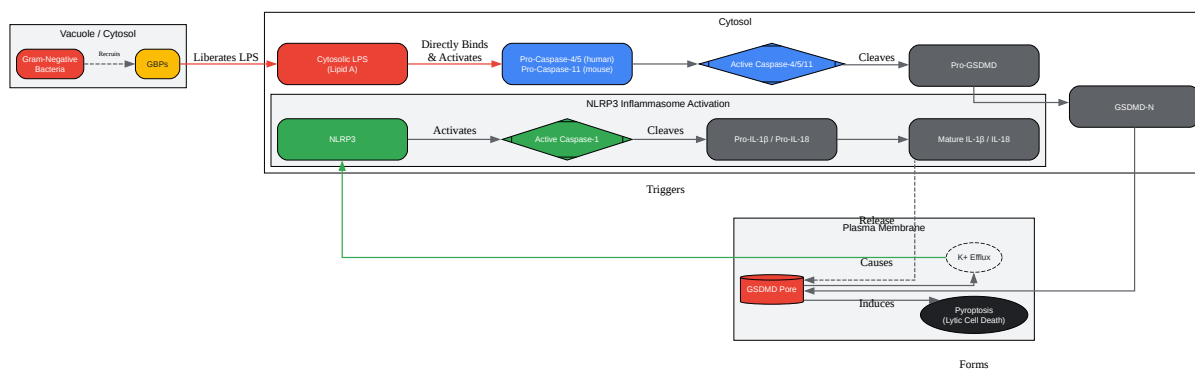 Vacuole / Cytosol
Gram-Negative
Bacteria
Recruits
GBPs
Liberates LPS
Cytosol
Cytosolic LPS
(Lipid A)
Directly Binds
& Activates
Pro-Caspase-4/5 (human)
Pro-Caspase-11 (mouse)
Active Caspase-4/5/11
Cleaves
Pro-GSDMD
GSDMD-N
NLRP3 Inflammasome Activation
NLRP3
Activates
Active Caspase-1
Cleaves
Pro-IL-1β / Pro-IL-18
Mature IL-1β / IL-18
Triggers
Release
Plasma Membrane
K+ Efflux
Causes
GSDMD Pore
Induces
Pyroptosis
(Lytic Cell Death)
Forms